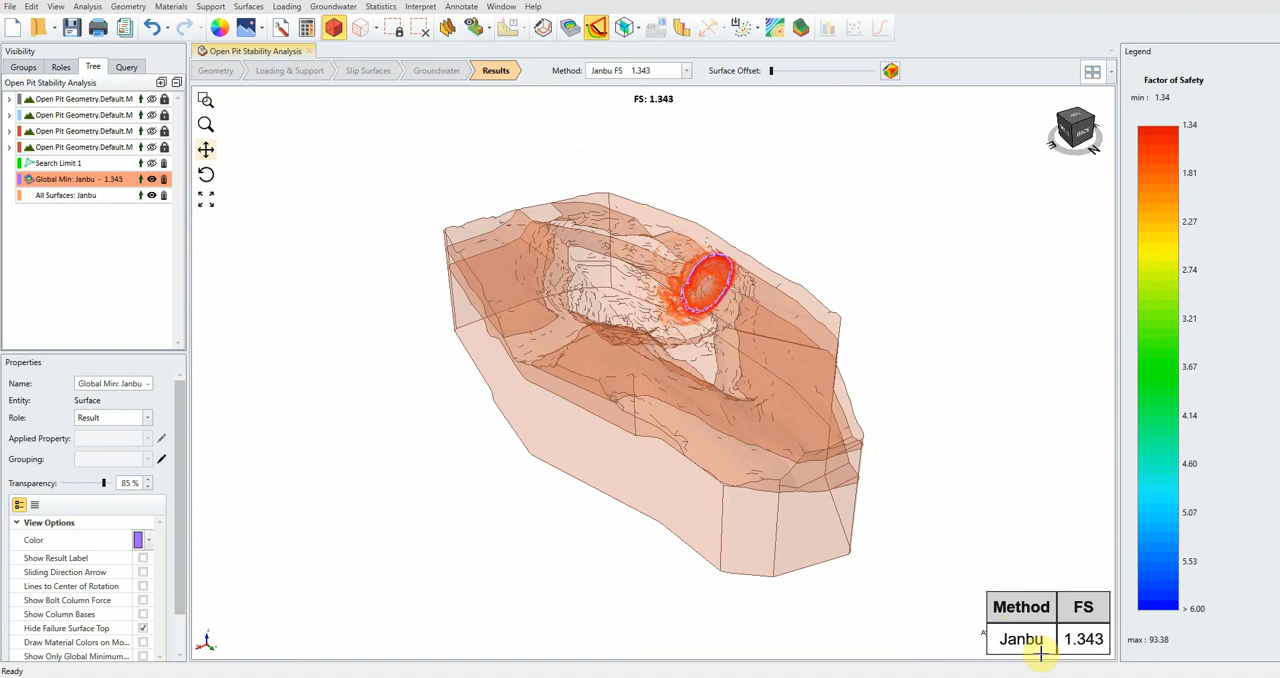 File Edit View Analysis Geometry Materials Support Surfaces Loading Groundwater Statistics Interpret Annotate Window Help
Visibility
Groups Roles Tree Query
Open Pit Stability Analysis
Open Pit Geometry.Default.M
Open Pit Geometry.Default.M
Open Pit Geometry.Default.M
Open Pit Geometry.Default.M
Search Limit 1
Global Min: Janbu - 1.343
All Surfaces: Janbu
Properties
Name: Global Min: Janbu
Entity: Surface
Role: Result
Applied Property:
Grouping:
Transparency: 85 %
View Options
Color
Show Result Label
Sliding Direction Arrow
Lines to Center of Rotation
Show Bolt Column Force
Show Column Bases
Hide Failure Surface Top
Draw Material Colors on Mo...
Show Only Global Minimum...
Ready
Open Pit Stability Analysis
Geometry Loading & Support Slip Surfaces Groundwater Results Method: Janbu FS 1.343 Surface Offset:
FS: 1.343
BACK
E N
Method FS
Janbu 1.343
Legend
Factor of Safety
min : 1.34
1.34
1.81
2.27
2.74
3.21
3.67
4.14
4.60
5.07
5.53
> 6.00
max : 93.38